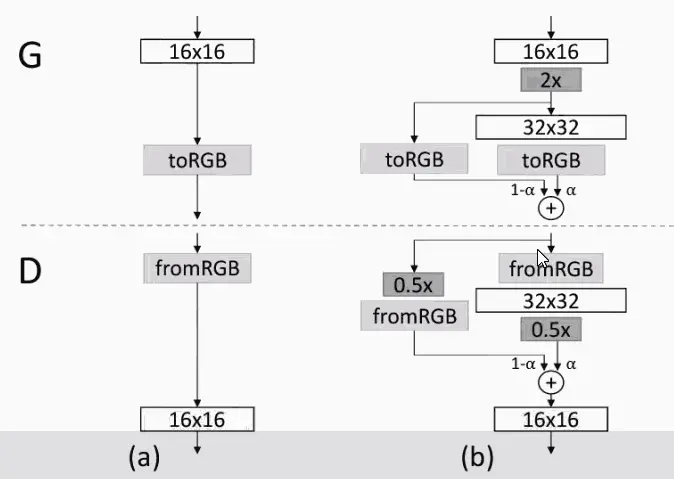 G
16x16
toRGB
16x16
2x
32x32
toRGB
toRGB
1-α
α
+
D
fromRGB
16x16
fromRGB
0.5x
32x32
fromRGB
0.5x
1-α
α
+
16x16
(a)
(b)